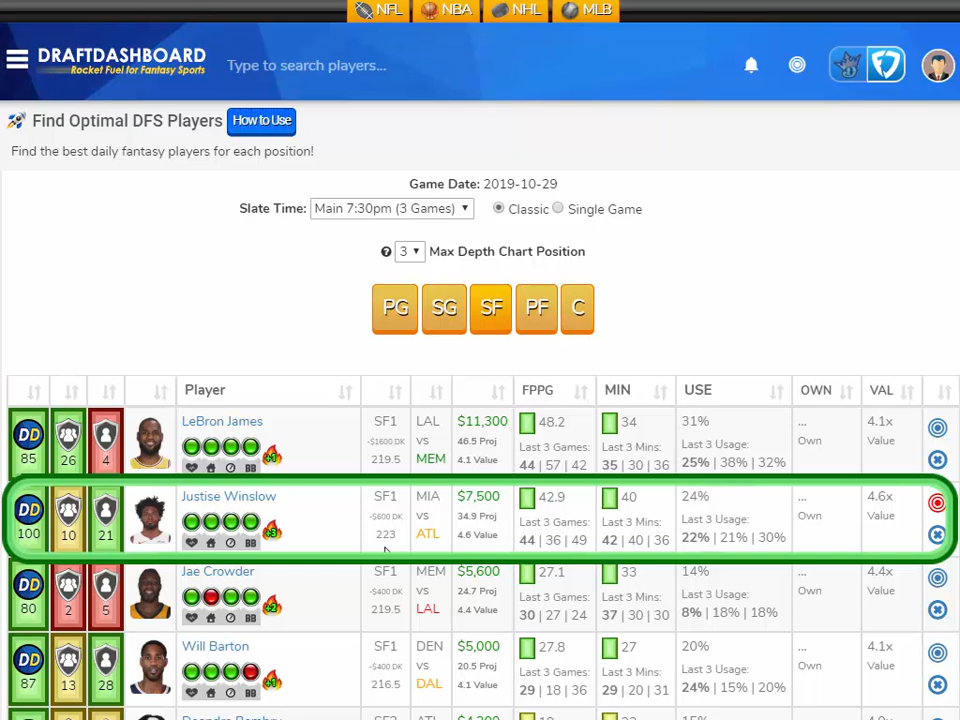 NFL NBA NHL MLB
DRAFTDASHBOARD
Rocket Fuel for Fantasy Sports
Type to search players...
Find Optimal DFS Players How to Use
Find the best daily fantasy players for each position!
Game Date: 2019-10-29
Slate Time: Main 7:30pm (3 Games) Classic Single Game
3 Max Depth Chart Position
PG SG SF PF C
Player FPPG MIN USE OWN VAL
DD 85 26 4 LeBron James SF1 -$1600 DK 219.5 LAL VS MEM $11,300 46.5 Proj 4.1 Value 48.2 Last 3 Games: 44 | 57 | 42 34 Last 3 Mins: 35 | 30 | 36 31% Last 3 Usage: 25% | 38% | 32% ... Own 4.1x Value
BB
DD 100 10 21 Justise Winslow +3 SF1 -$600 DK 223 MIA VS ATL $7,500 34.9 Proj 4.6 Value 42.9 Last 3 Games: 44 | 36 | 49 40 Last 3 Mins: 42 | 40 | 36 24% Last 3 Usage: 22% | 21% | 30% ... Own 4.6x Value
BB
DD 80 2 5 Jae Crowder +2 SF1 -$400 DK 219.5 MEM VS LAL $5,600 24.7 Proj 4.4 Value 27.1 Last 3 Games: 30 | 27 | 24 33 Last 3 Mins: 37 | 30 | 30 14% Last 3 Usage: 8% | 18% | 18% ... Own 4.4x Value
BB
DD 87 13 28 Will Barton SF1 -$400 DK 216.5 DEN VS DAL $5,000 20.5 Proj 4.1 Value 27.8 Last 3 Games: 29 | 18 | 36 27 Last 3 Mins: 29 | 20 | 31 20% Last 3 Usage: 24% | 15% | 20% ... Own 4.1x Value
BB